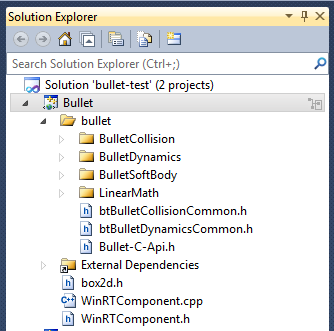 Solution Explorer
Search Solution Explorer (Ctrl+;)
Solution 'bullet-test' (2 projects)
Bullet
bullet
BulletCollision
BulletDynamics
BulletSoftBody
LinearMath
btBulletCollisionCommon.h
btBulletDynamicsCommon.h
Bullet-C-Api.h
External Dependencies
box2d.h
WinRTComponent.cpp
WinRTComponent.h